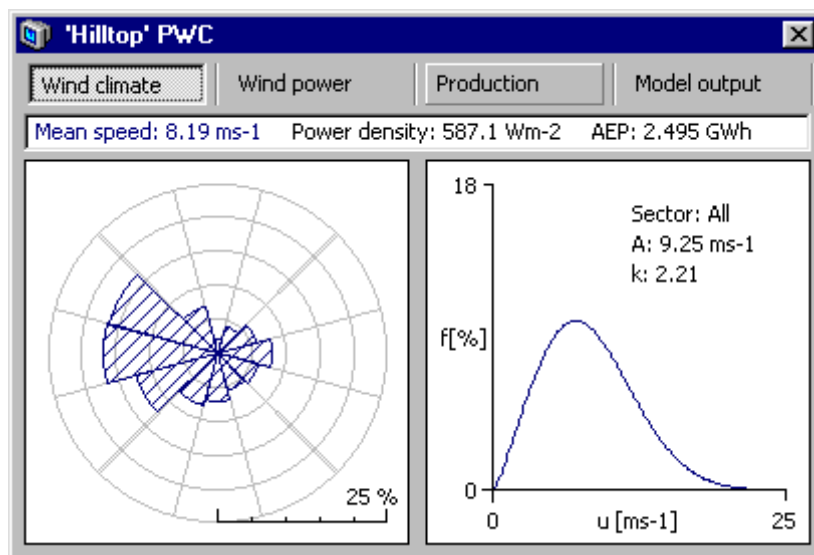 'Hilltop' PWC
Wind climate Wind power Production Model output
Mean speed: 8.19 ms-1 Power density: 587.1 Wm-2 AEP: 2.495 GWh
25 %
18
Sector: All
A: 9.25 ms-1
k: 2.21
f[%]
0
0 u [ms-1] 25